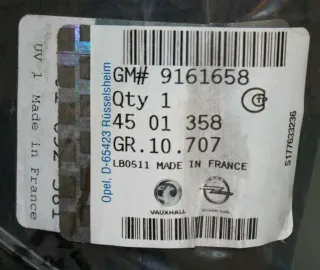 GM# 9161658
Qty 1
45 01 358
GR.10.707
LB0511 MADE IN FRANCE
VAUXHALL
Opel, D-65423 Rüsselsheim
S177633236
UV 1 Made in France